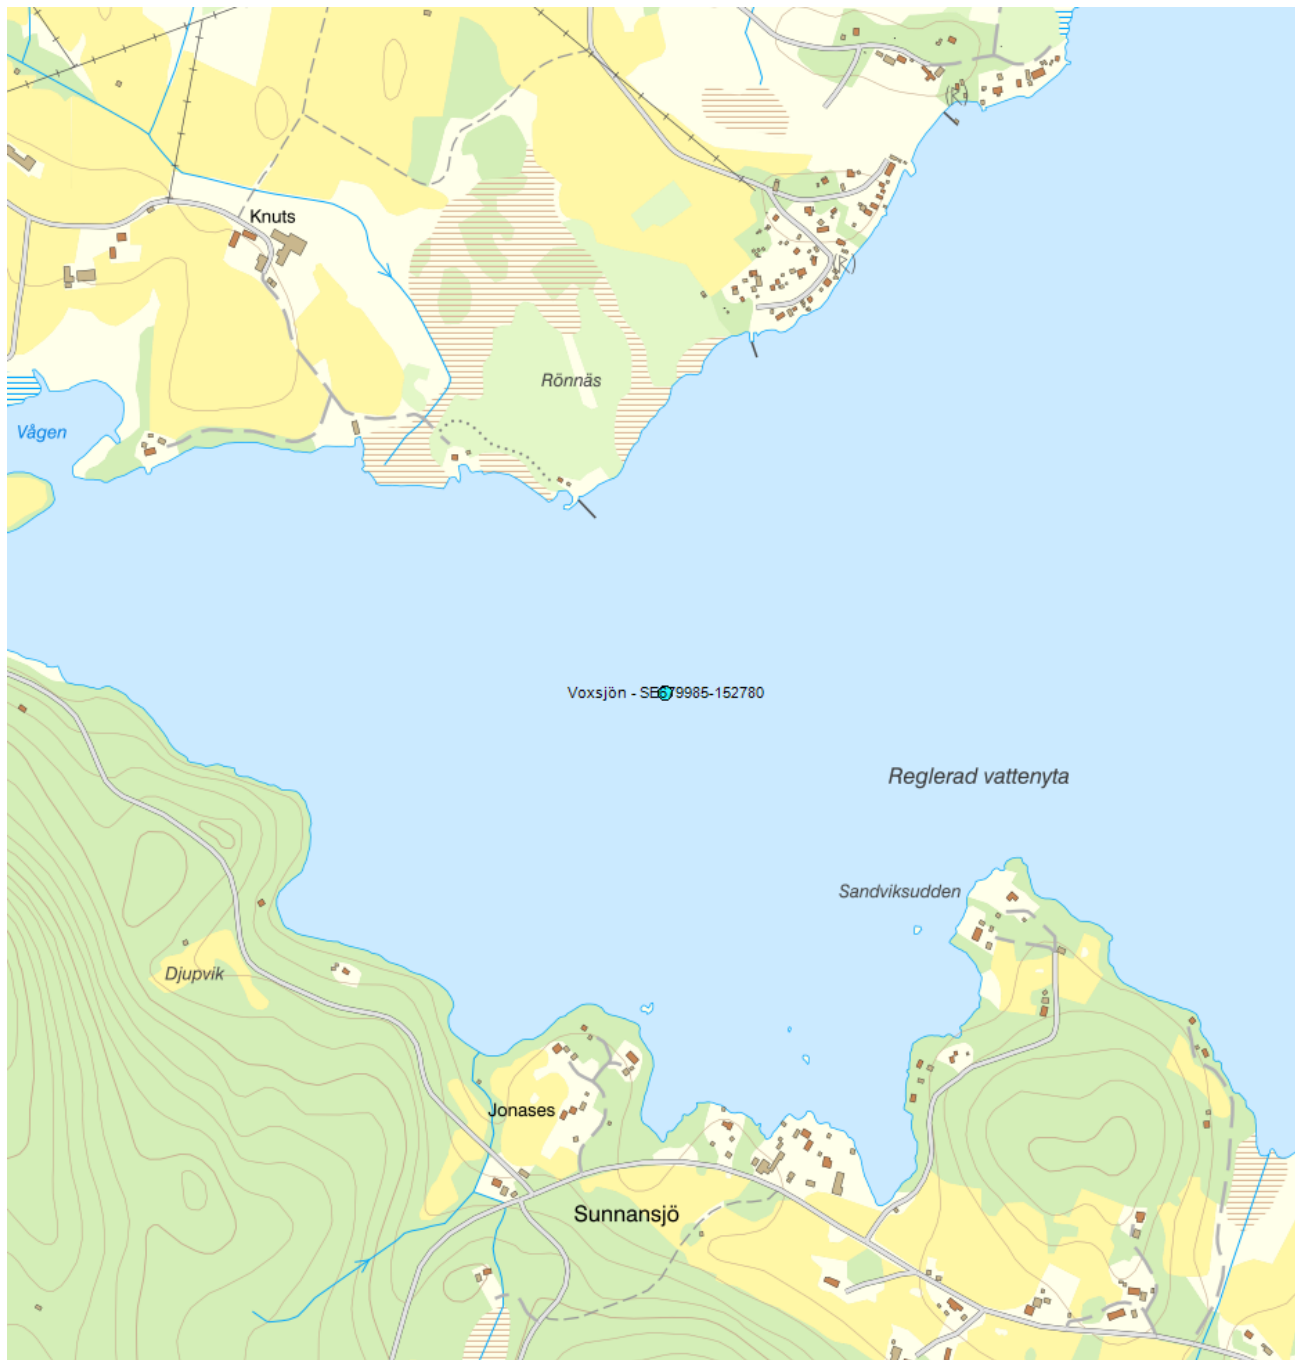 (R)
Knuts
(R)
Rönnäs
Vågen
Voxsjön - SE679985-152780
Reglerad vattenyta
Sandviksudden
Djupvik
Jonases
Sunnansjö